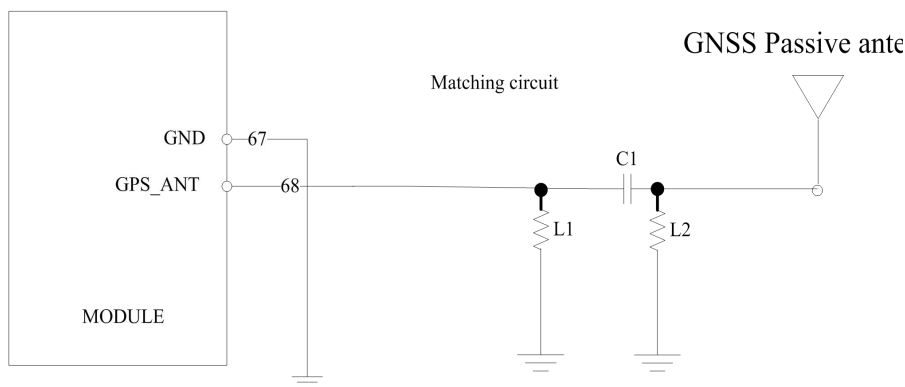 GNSS Passive ante
Matching circuit
GND 67
C1
GPS_ANT 68
L1 L2
MODULE